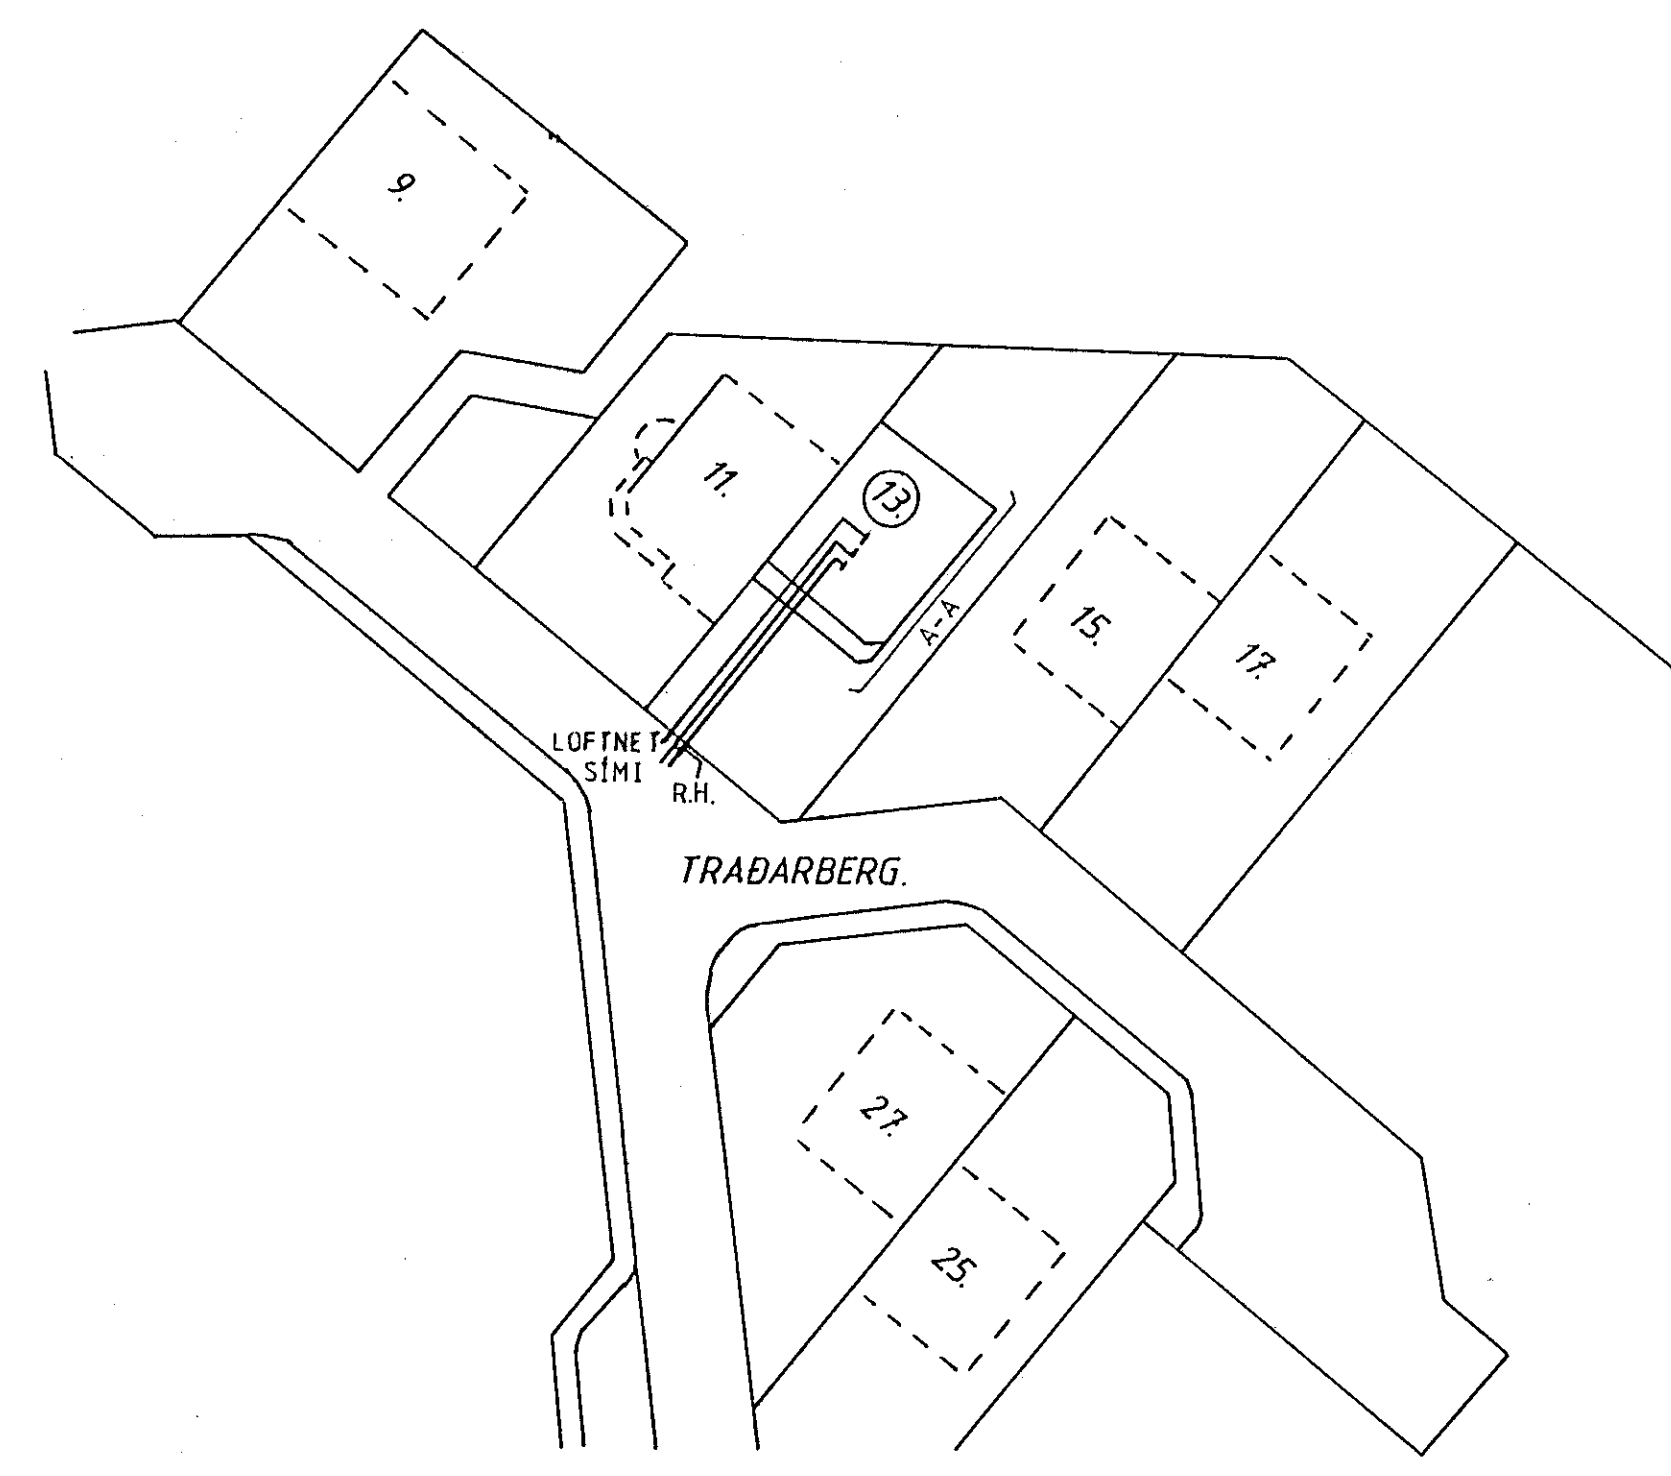 9.
11.
13.
A-A
15.
17.
LOFTNET
SÍMI
R.H.
TRAÐARBERG.
27.
25.